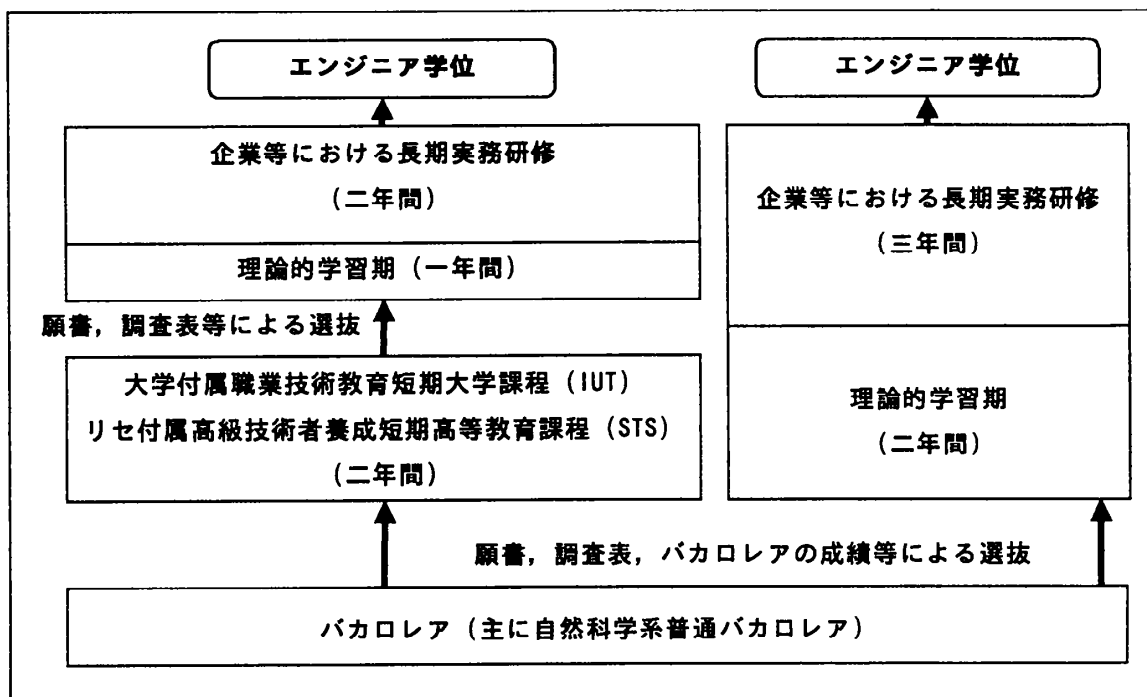 エンジニア学位
企業等における長期実務研修
(二年間)
理論的学習期 (一年間)
願書，調査表等による選抜
大学付属職業技術教育短期大学課程 (IUT)
リセ付属高級技術者養成短期高等教育課程 (STS)
(二年間)
エンジニア学位
企業等における長期実務研修
(三年間)
理論的学習期
(二年間)
願書，調査表，バカロレアの成績等による選抜
バカロレア (主に自然科学系普通バカロレア)